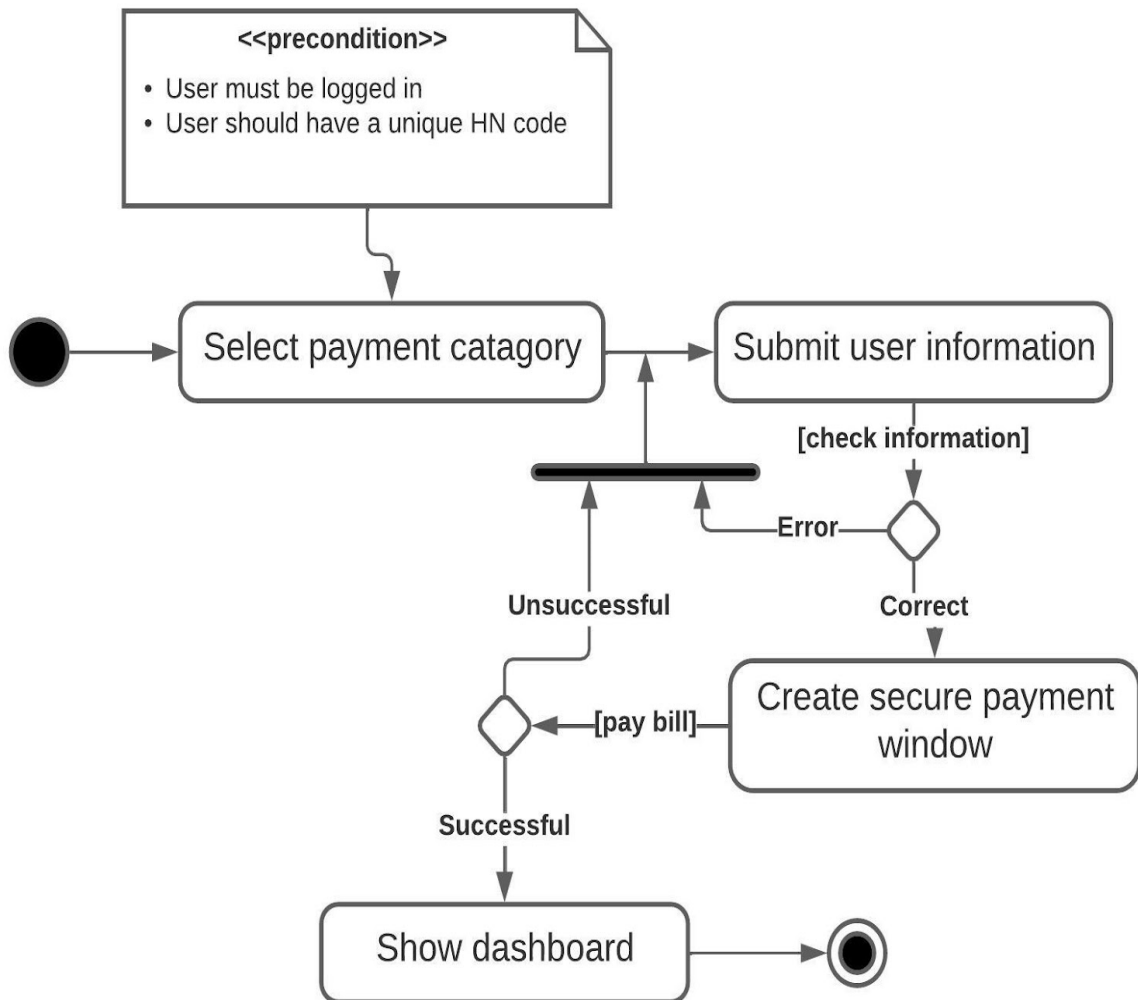 <<precondition>>
• User must be logged in
• User should have a unique HN code
Select payment catagory
Submit user information
[check information]
Error
Correct
Unsuccessful
Create secure payment
window
[pay bill]
Successful
Show dashboard